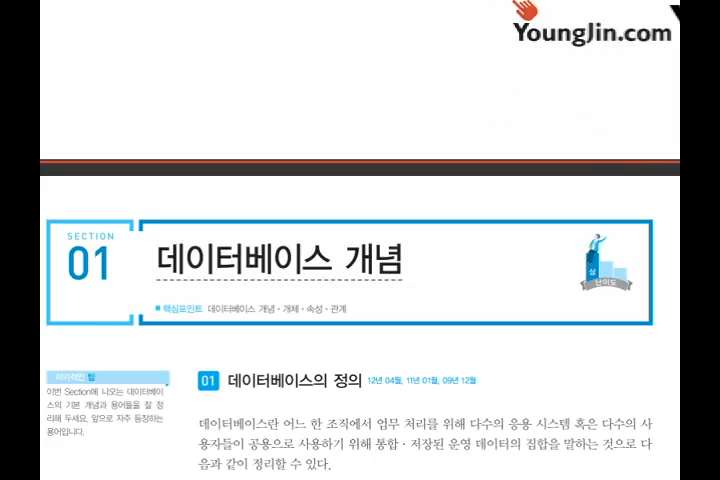 YoungJin.com
SECTION
01
데이터베이스 개념
핵심포인트 데이터베이스 개념·개체·속성·관계
상
난이도
이기적인 팁
이번 Section에 나오는 데이터베이
스의 기본 개념과 용어들을 잘 정
리해 두세요. 앞으로 자주 등장하는
용어입니다.
01 데이터베이스의 정의 12년 04월, 11년 01월, 09년 12월
데이터베이스란 어느 한 조직에서 업무 처리를 위해 다수의 응용 시스템 혹은 다수의 사
용자들이 공용으로 사용하기 위해 통합·저장된 운영 데이터의 집합을 말하는 것으로 다
음과 같이 정리할 수 있다.